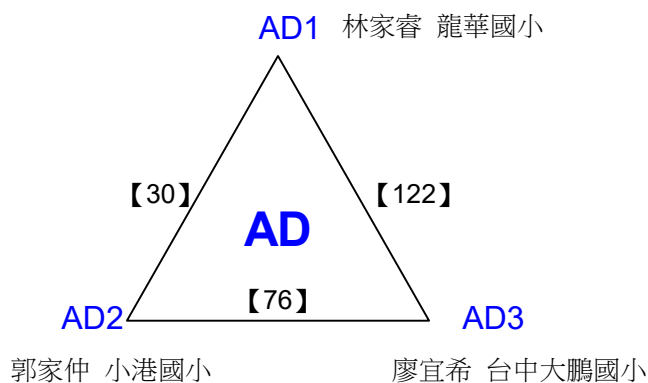 AD1 林家睿 龍華國小
【30】 【122】
AD
【76】
AD2 AD3
郭家仲 小港國小 廖宜希 台中大鵬國小